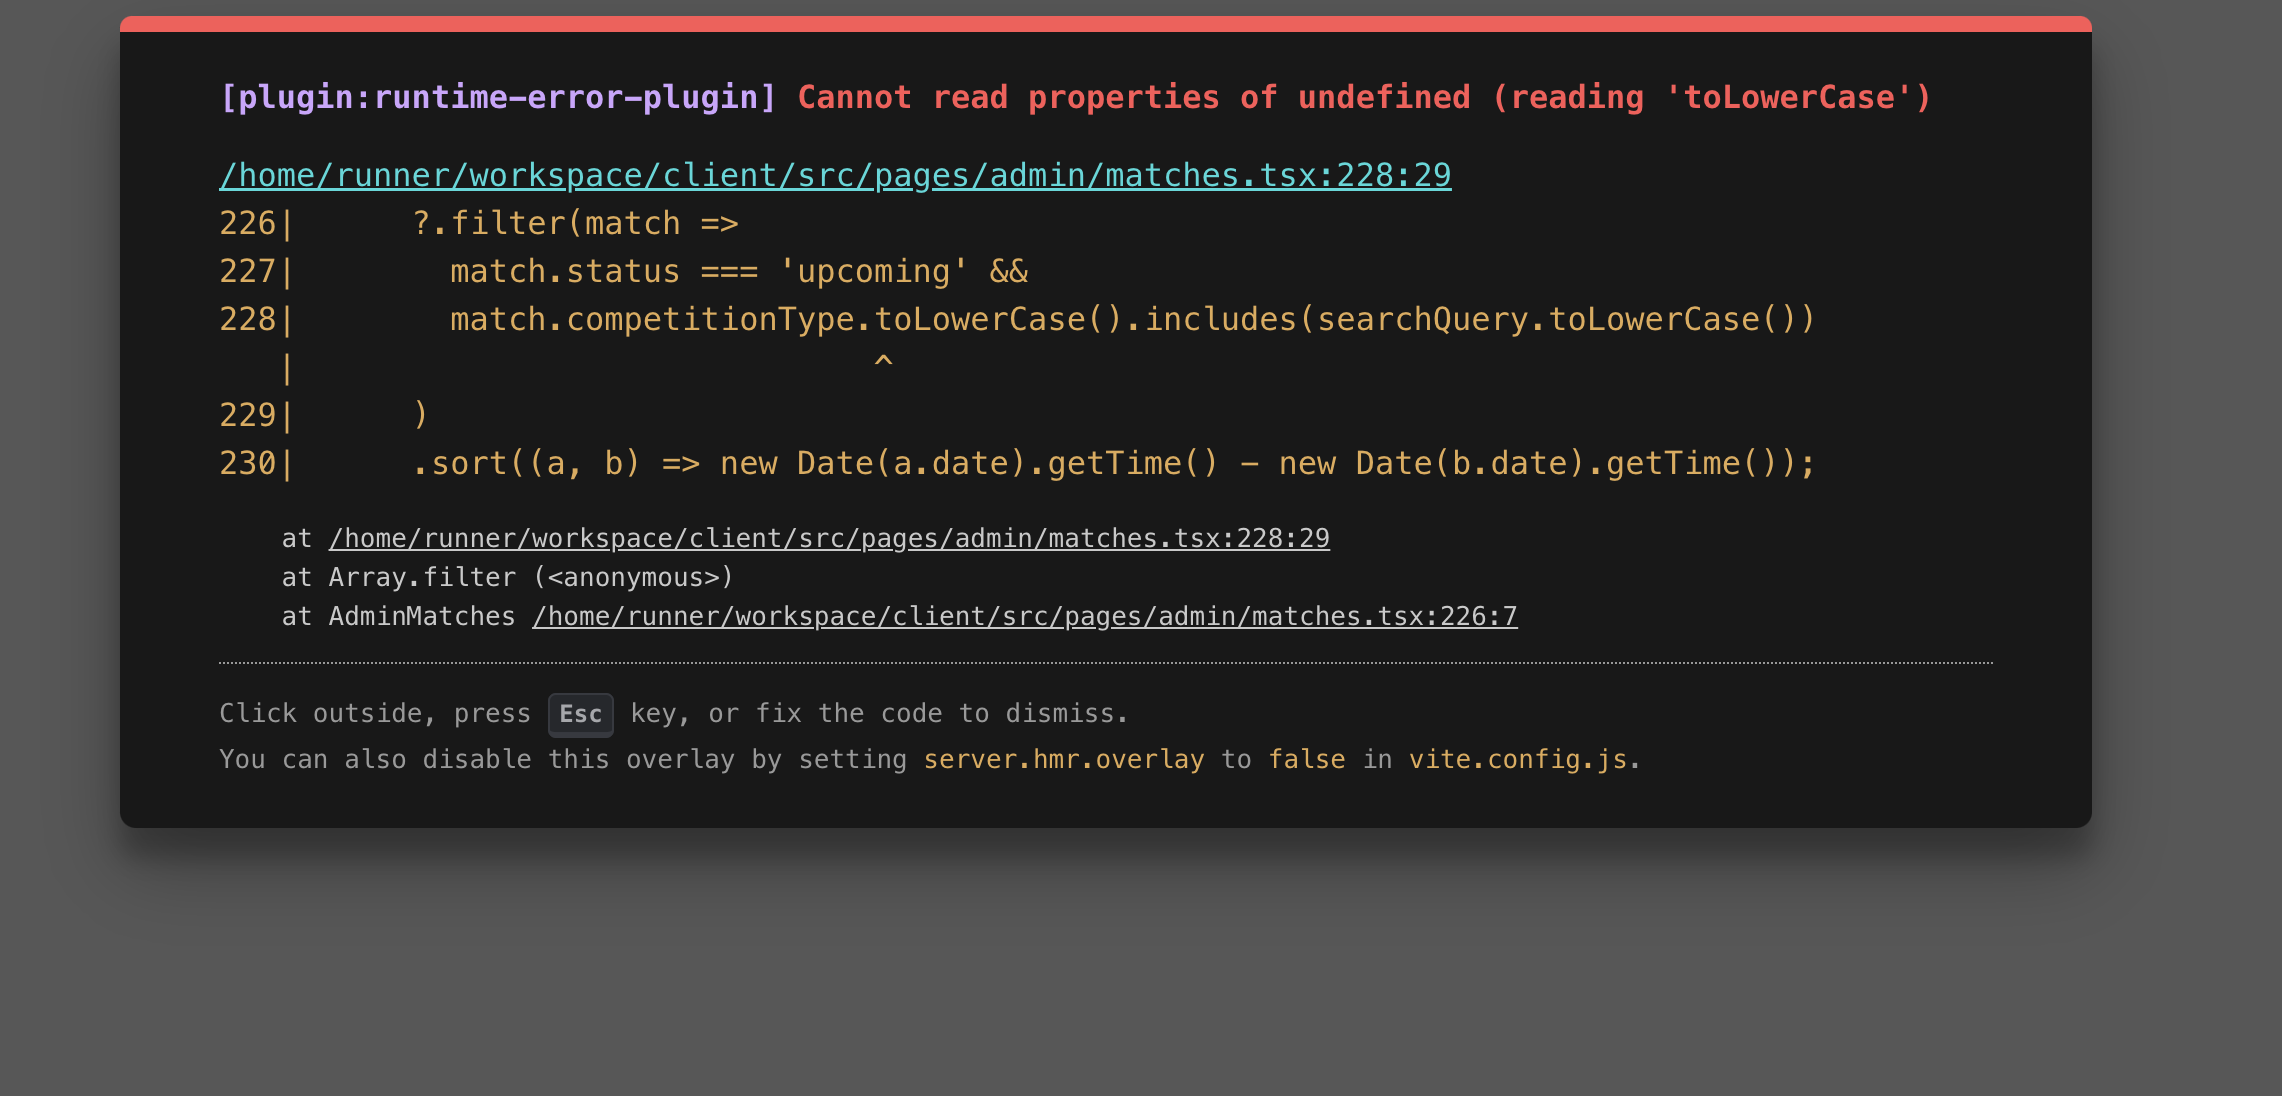 [plugin:runtime-error-plugin] Cannot read properties of undefined (reading 'toLowerCase')
/home/runner/workspace/client/src/pages/admin/matches.tsx:228:29
226|      ?.filter(match =>
227|        match.status === 'upcoming' &&
228|        match.competitionType.toLowerCase().includes(searchQuery.toLowerCase())
   |                              ^
229|      )
230|      .sort((a, b) => new Date(a.date).getTime() - new Date(b.date).getTime());
    at /home/runner/workspace/client/src/pages/admin/matches.tsx:228:29
    at Array.filter (<anonymous>)
    at AdminMatches /home/runner/workspace/client/src/pages/admin/matches.tsx:226:7
Click outside, press Esc key, or fix the code to dismiss.
You can also disable this overlay by setting server.hmr.overlay to false in vite.config.js.